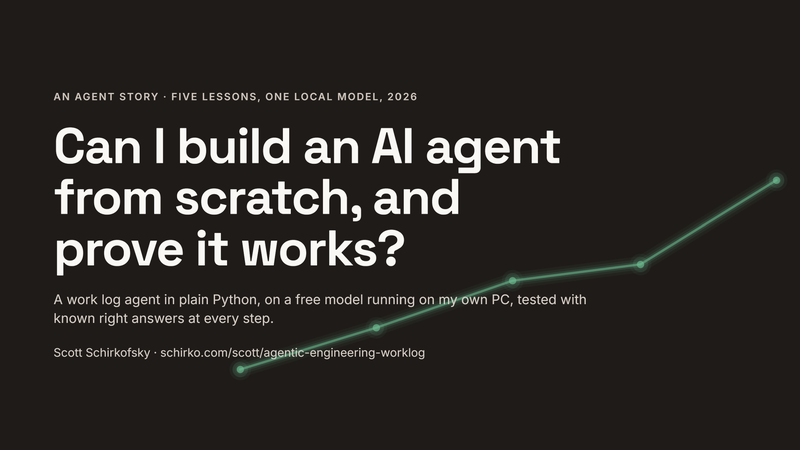 AN AGENT STORY · FIVE LESSONS, ONE LOCAL MODEL, 2026
Can I build an AI agent
from scratch, and
prove it works?
A work log agent in plain Python, on a free model running on my own PC, tested with
known right answers at every step.
Scott Schirkofsky · schirko.com/scott/agentic-engineering-worklog